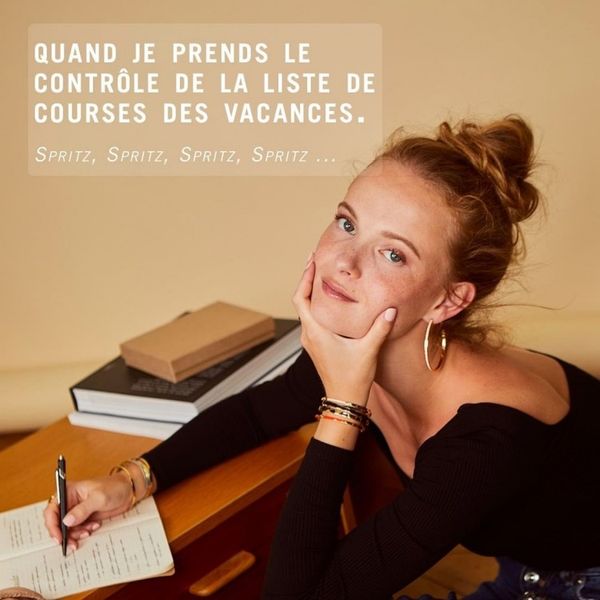 QUAND JE PRENDS LE
CONTRÔLE DE LA LISTE DE
COURSES DES VACANCES.
SPRITZ, SPRITZ, SPRITZ, SPRITZ ...